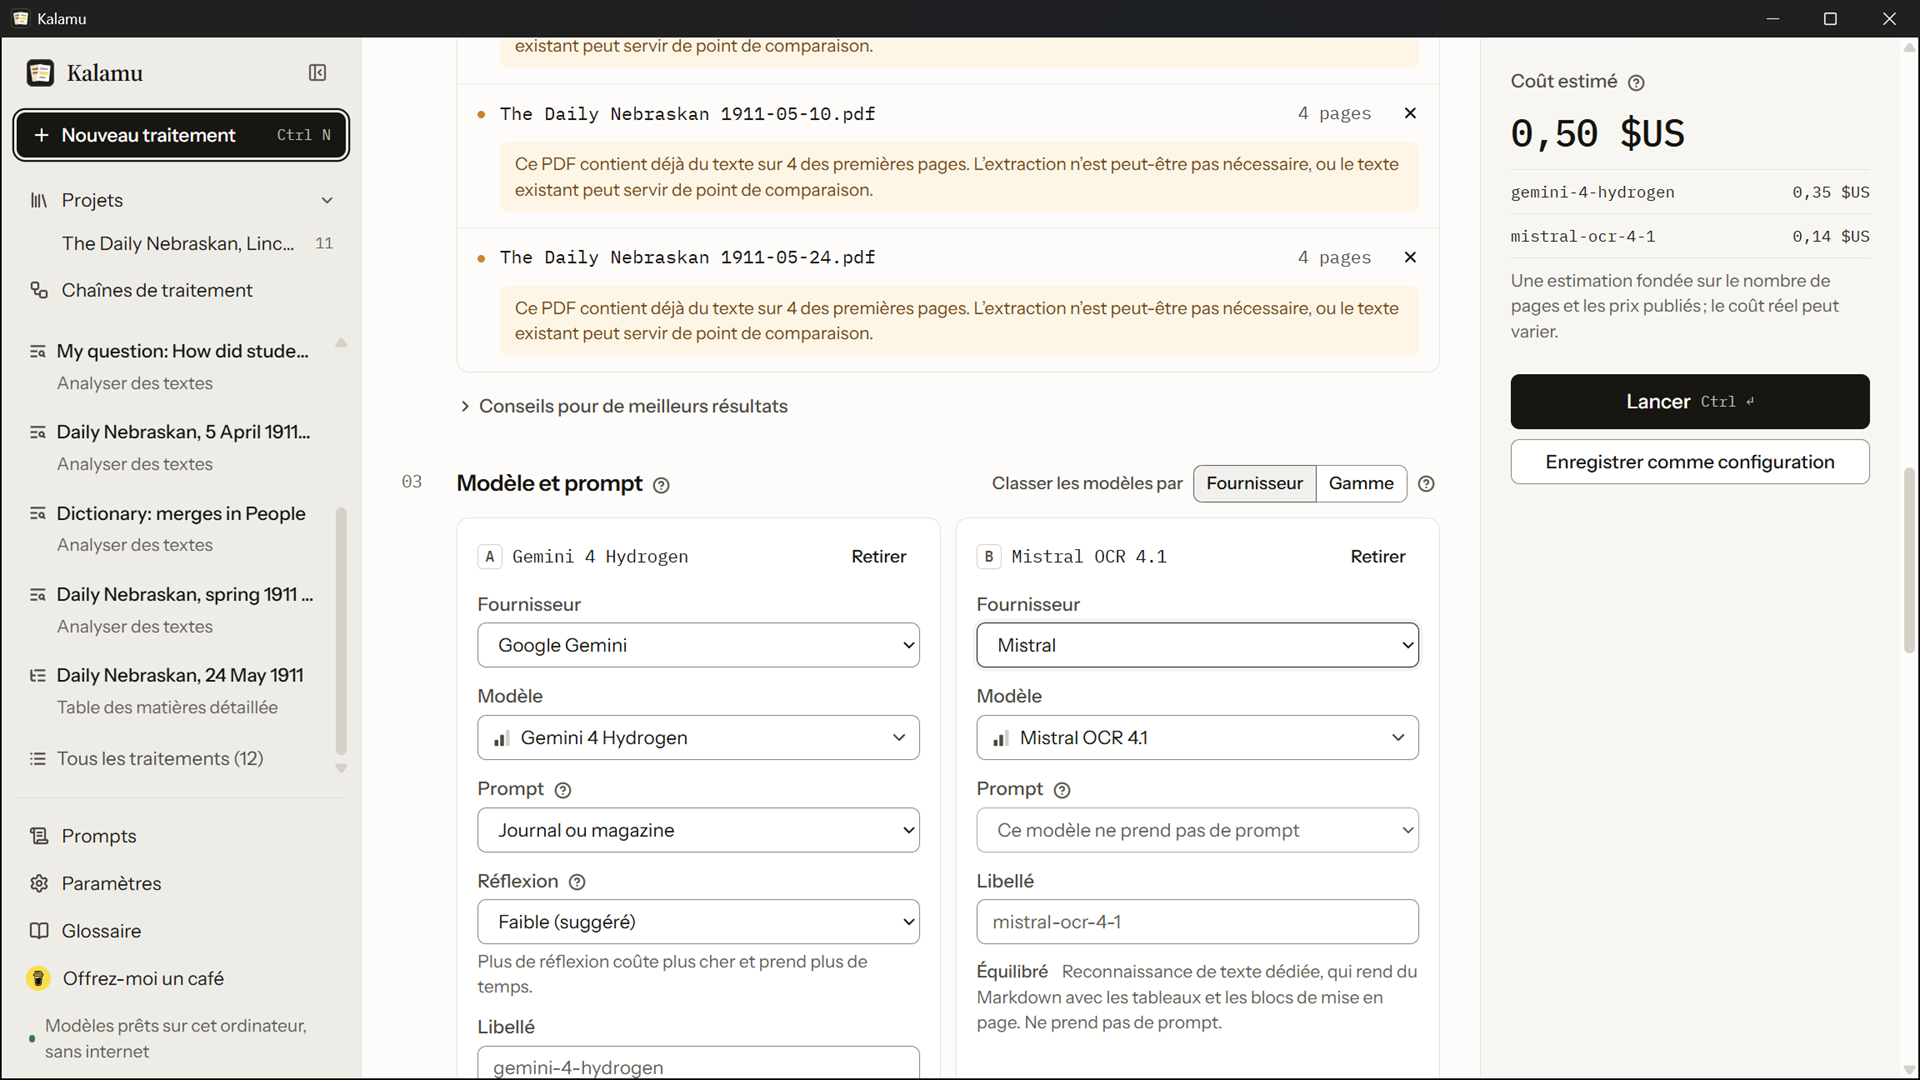 Kalamu
Kalamu
Nouveau traitement Ctrl N
Projets
The Daily Nebraskan, Linc... 11
Chaînes de traitement
My question: How did stude...
Analyser des textes
Daily Nebraskan, 5 April 1911...
Analyser des textes
Dictionary: merges in People
Analyser des textes
Daily Nebraskan, spring 1911 ...
Analyser des textes
Daily Nebraskan, 24 May 1911
Table des matières détaillée
Tous les traitements (12)
Prompts
Paramètres
Glossaire
Offrez-moi un café
Modèles prêts sur cet ordinateur,
sans internet
existant peut servir de point de comparaison.
The Daily Nebraskan 1911-05-10.pdf 4 pages
Ce PDF contient déjà du texte sur 4 des premières pages. L’extraction n’est peut-être pas nécessaire, ou le texte
existant peut servir de point de comparaison.
The Daily Nebraskan 1911-05-24.pdf 4 pages
Ce PDF contient déjà du texte sur 4 des premières pages. L’extraction n’est peut-être pas nécessaire, ou le texte
existant peut servir de point de comparaison.
Conseils pour de meilleurs résultats
03 Modèle et prompt Classer les modèles par Fournisseur Gamme
A Gemini 4 Hydrogen Retirer
Fournisseur
Google Gemini
Modèle
Gemini 4 Hydrogen
Prompt
Journal ou magazine
Réflexion
Faible (suggéré)
Plus de réflexion coûte plus cher et prend plus de
temps.
Libellé
gemini-4-hydrogen
B Mistral OCR 4.1 Retirer
Fournisseur
Mistral
Modèle
Mistral OCR 4.1
Prompt
Ce modèle ne prend pas de prompt
Libellé
mistral-ocr-4-1
Équilibré Reconnaissance de texte dédiée, qui rend du
Markdown avec les tableaux et les blocs de mise en
page. Ne prend pas de prompt.
Coût estimé
0,50 $US
gemini-4-hydrogen 0,35 $US
mistral-ocr-4-1 0,14 $US
Une estimation fondée sur le nombre de
pages et les prix publiés ; le coût réel peut
varier.
Lancer Ctrl ↵
Enregistrer comme configuration